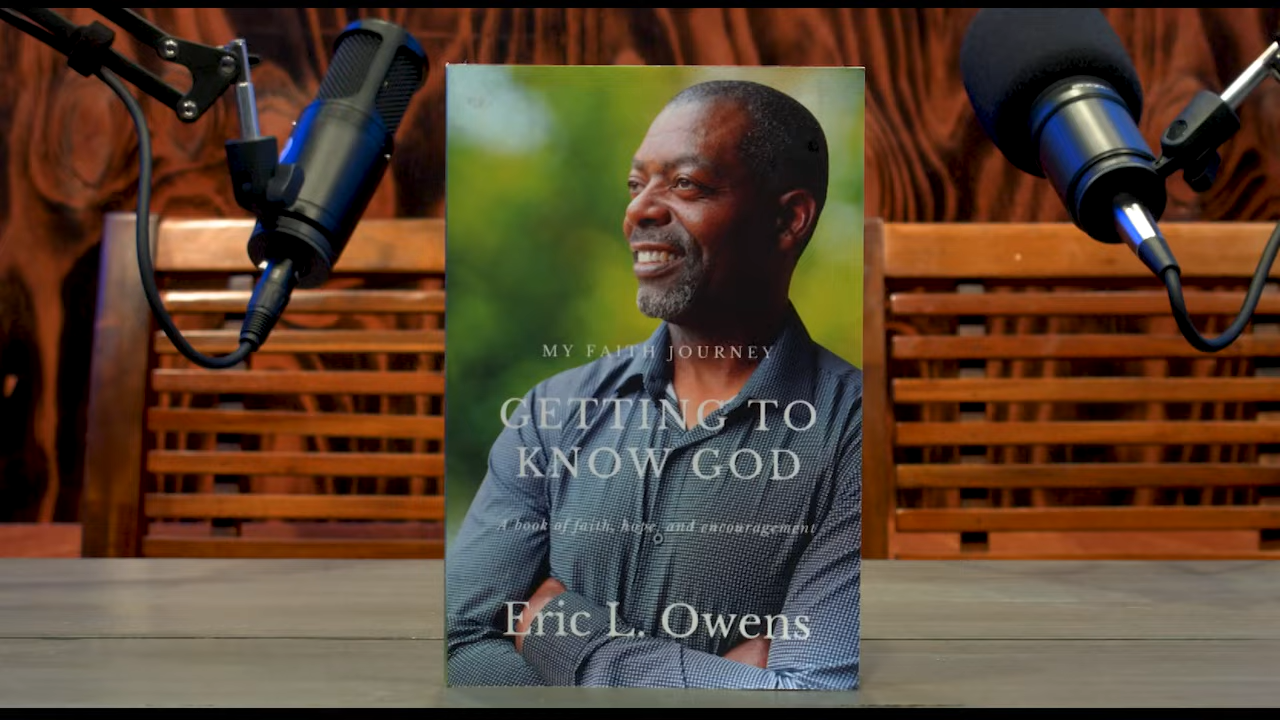 MY FAITH JOURNEY
GETTING TO
KNOW GOD
A book of faith, hope, and encouragement
Eric L. Owens